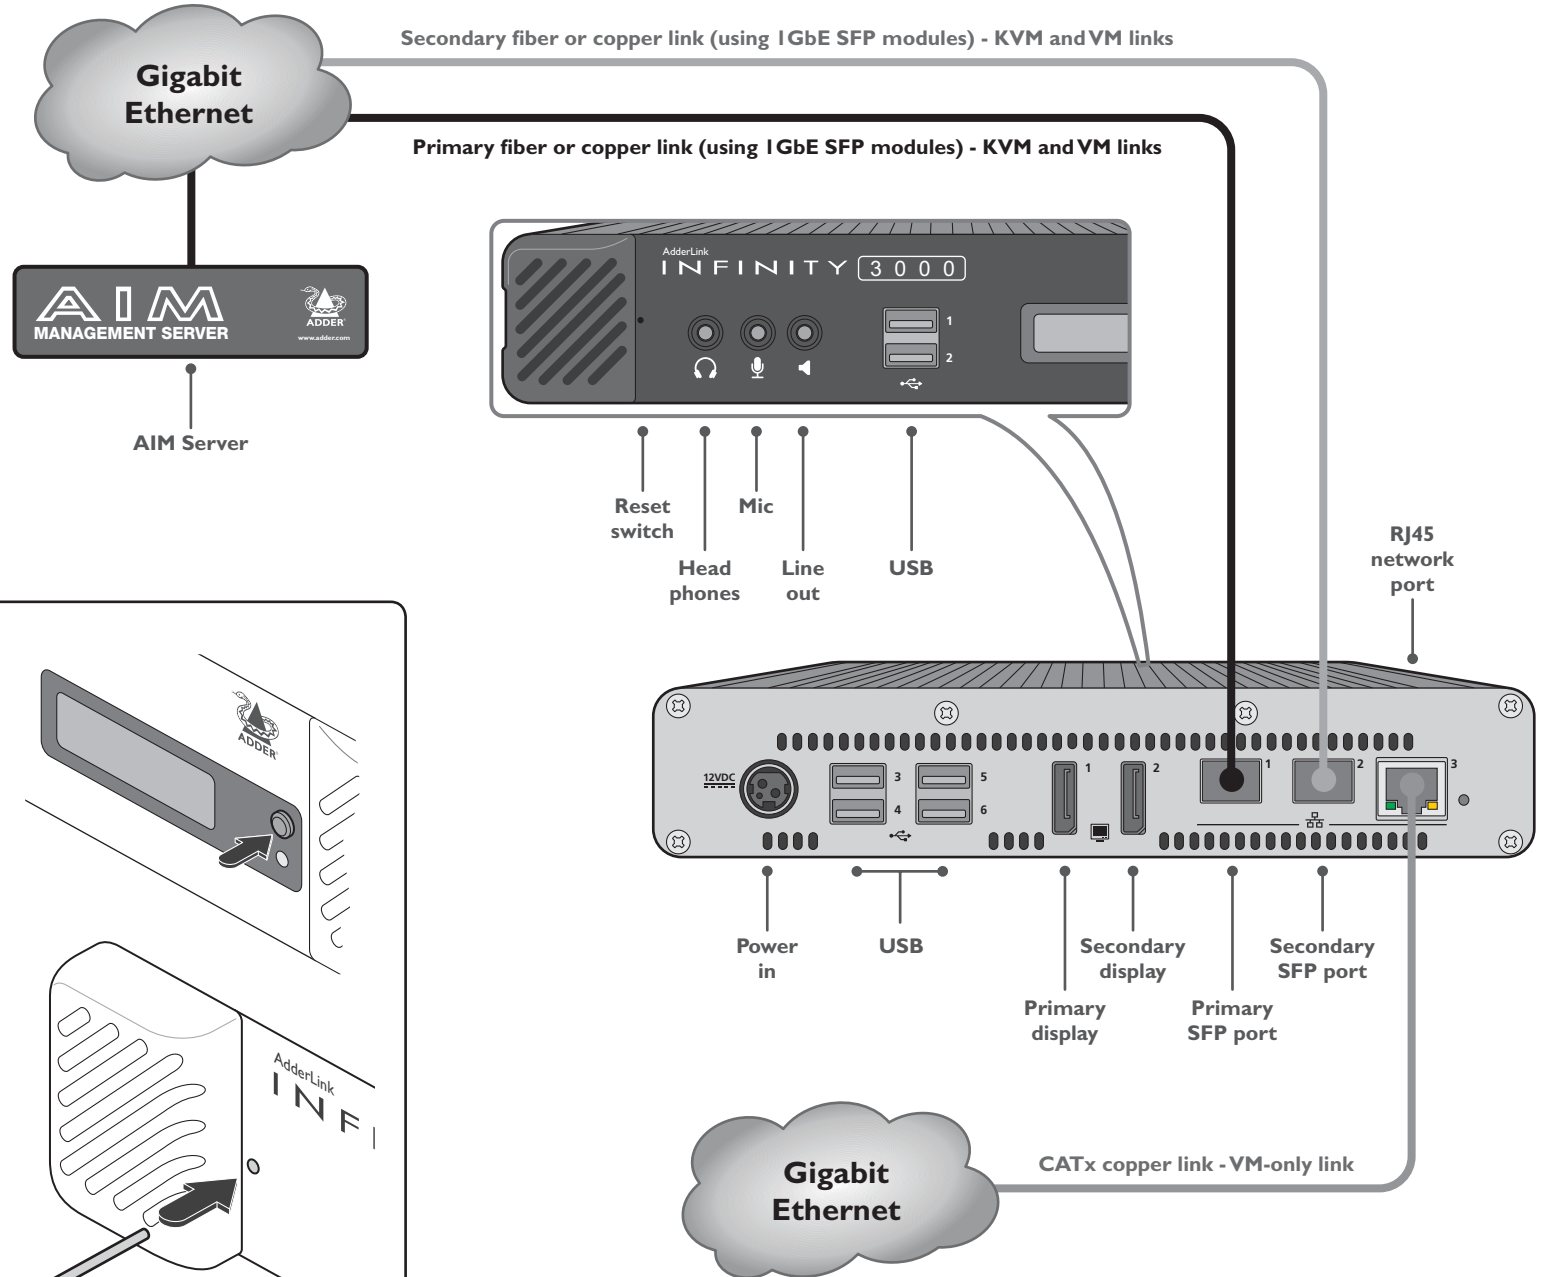 Secondary fiber or copper link (using 1GbE SFP modules) - KVM and VM links
Gigabit
Ethernet
Primary fiber or copper link (using 1GbE SFP modules) - KVM and VM links
AdderLink
INFINITY 3000
AIM
MANAGEMENT SERVER
ADDER
www.adder.com
1
2
AIM Server
Reset
switch
Head
phones
Mic
Line
out
USB
RJ45
network
port
ADDER
12VDC
3
4
5
6
1
2
1
2
3
Power
in
USB
Primary
display
Secondary
display
Primary
SFP port
Secondary
SFP port
AdderLink
INFI
Gigabit
Ethernet
CATx copper link - VM-only link